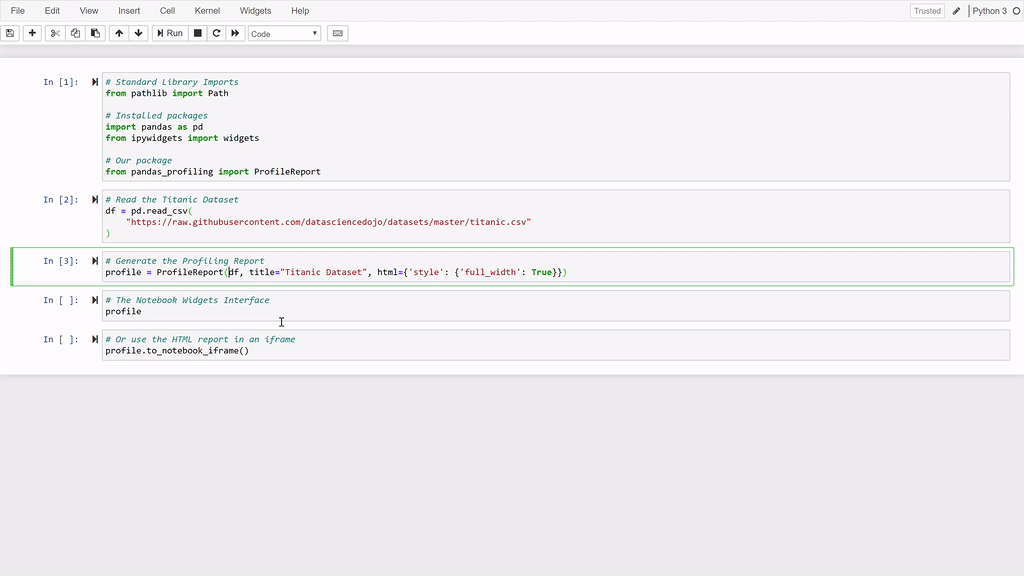 File Edit View Insert Cell Kernel Widgets Help Trusted Python 3
Run Code
In [1]: # Standard Library Imports
from pathlib import Path
# Installed packages
import pandas as pd
from ipywidgets import widgets
# Our package
from pandas_profiling import ProfileReport
In [2]: # Read the Titanic Dataset
df = pd.read_csv(
"https://raw.githubusercontent.com/datasciencedojo/datasets/master/titanic.csv"
)
In [3]: # Generate the Profiling Report
profile = ProfileReport(df, title="Titanic Dataset", html={'style': {'full_width': True}})
In [ ]: # The Notebook Widgets Interface
profile
In [ ]: # Or use the HTML report in an iframe
profile.to_notebook_iframe()